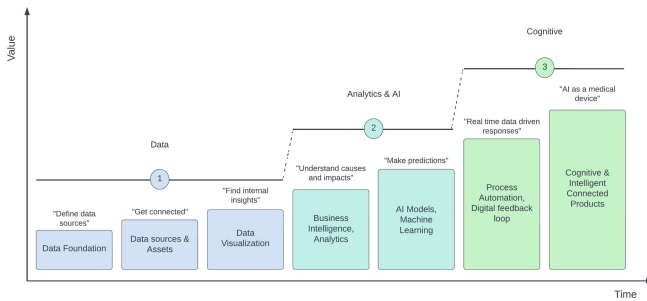 Value
Cognitive
3
"AI as a medical
device"
Analytics & AI
2
"Real time data driven
responses"
Data
1
"Understand causes
and impacts"
"Make predictions"
"Find internal
insights"
"Define data
sources"
"Get connected"
Data Foundation
Data sources &
Assets
Data
Visualization
Business
Intelligence,
Analytics
AI Models,
Machine
Learning
Process
Automation,
Digital feedback
loop
Cognitive &
Intelligent
Connected
Products
Time